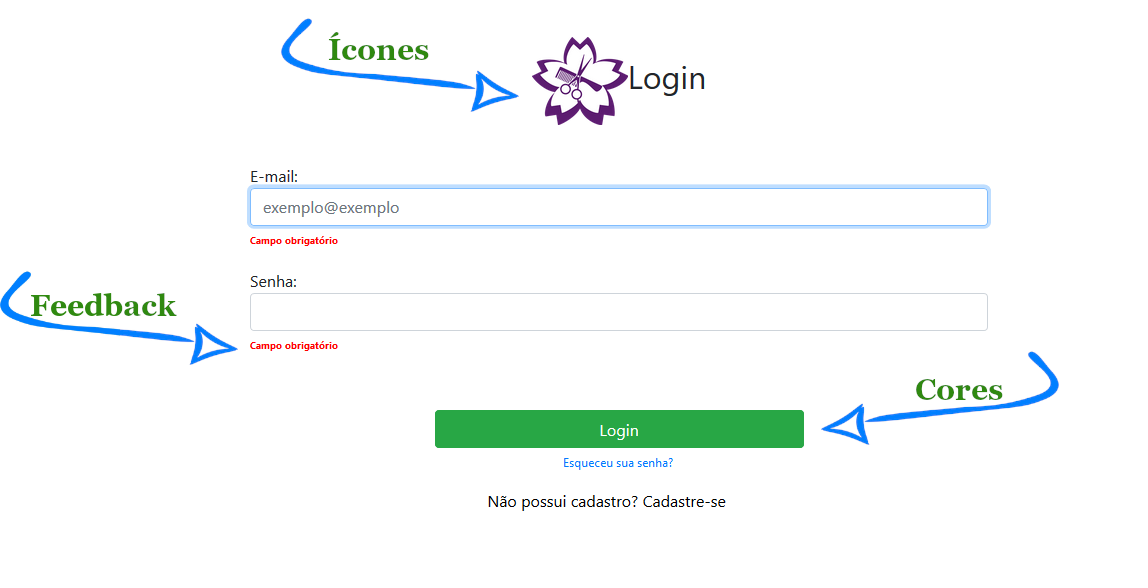 Ícones
Login
E-mail:
exemplo@exemplo
Campo obrigatório
Senha:
Feedback
Campo obrigatório
Cores
Login
Esqueceu sua senha?
Não possui cadastro? Cadastre-se